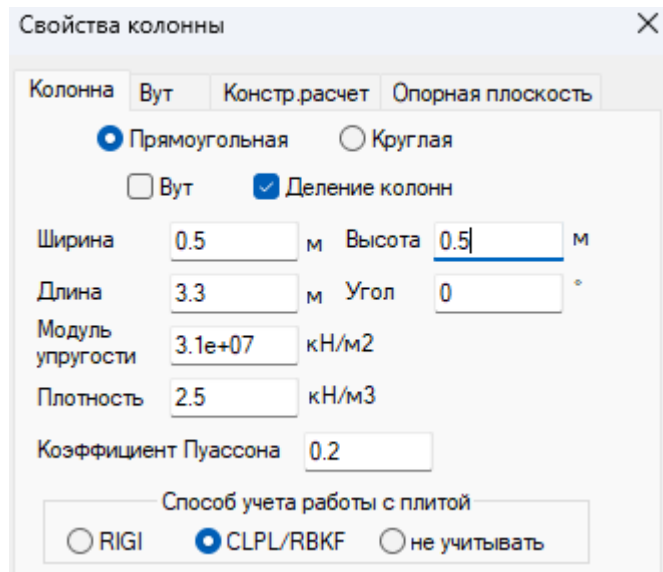 Свойства колонны
Колонна Вут Констр.расчет Опорная плоскость
Прямоугольная Круглая
Вут Деление колонн
Ширина 0.5 м Высота 0.5 м
Длина 3.3 м Угол 0 °
Модуль
упругости 3.1e+07 кН/м2
Плотность 2.5 кН/м3
Коэффициент Пуассона 0.2
Способ учета работы с плитой
RIGI CLPL/RBKF не учитывать